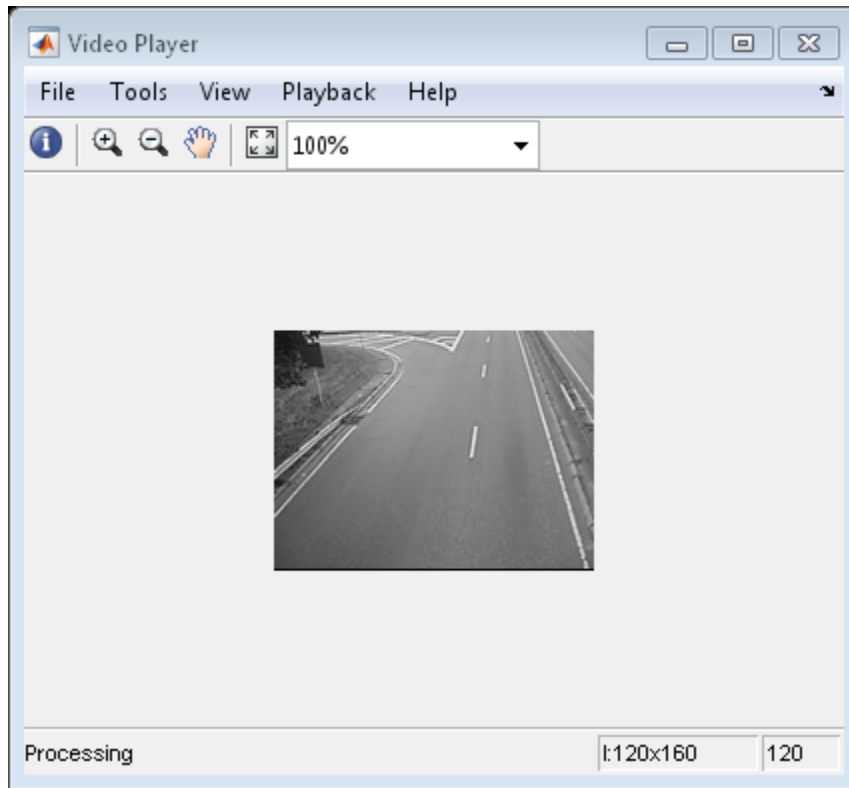 Video Player
File Tools View Playback Help
100%
Processing
I:120x160
120